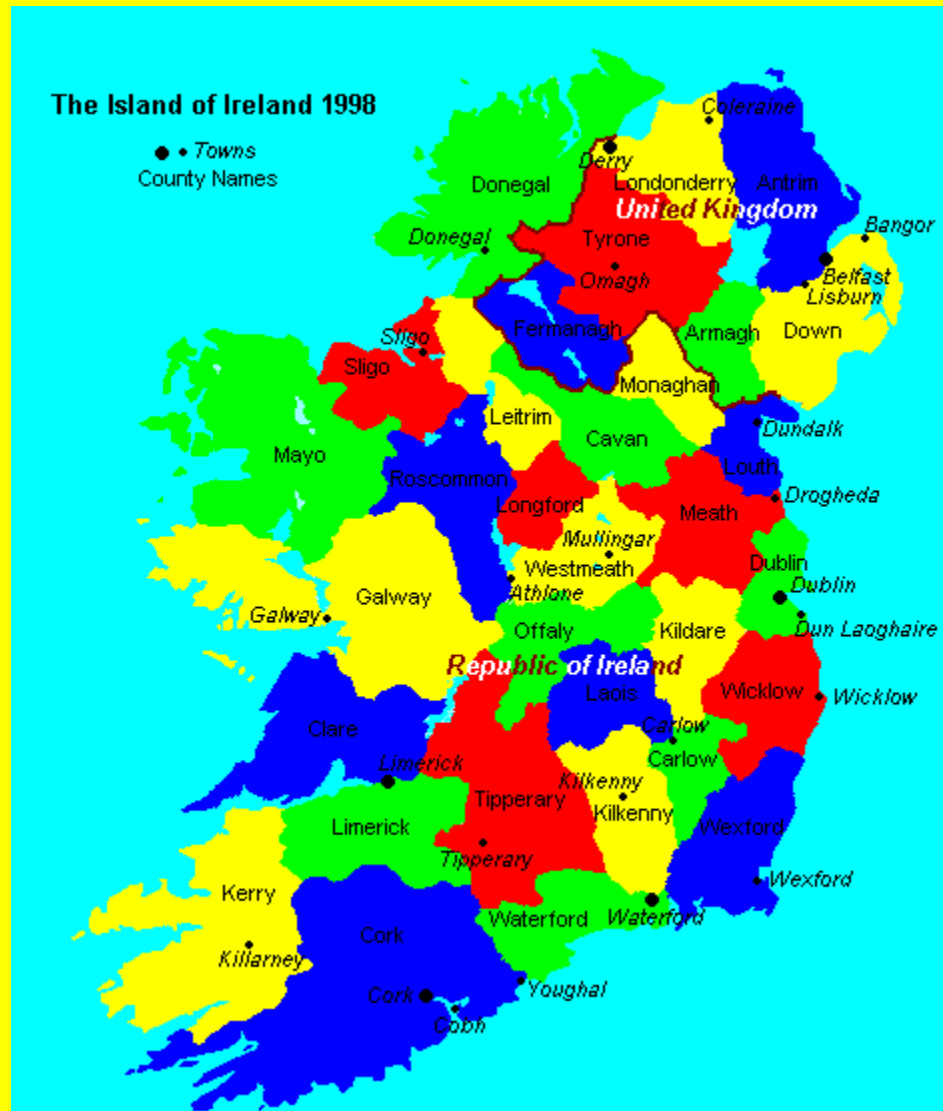 The Island of Ireland 1998
Towns
County Names
Coleraine
Derry
Londonderry
Antrim
Donegal
United Kingdom
Bangor
Donegal
Tyrone
Omagh
Belfast
Lisburn
Fermanagh
Armagh
Down
Sligo
Sligo
Monaghan
Leitrim
Dundalk
Cavan
Mayo
Louth
Roscommon
Longford
Drogheda
Meath
Mullingar
Westmeath
Dublin
Athlone
Dublin
Galway
Galway
Offaly
Kildare
Dun Laoghaire
Republic of Ireland
Laois
Wicklow
Wicklow
Clare
Carlow
Limerick
Carlow
Kilkenny
Tipperary
Kilkenny
Limerick
Wexford
Tipperary
Wexford
Kerry
Waterford
Waterford
Cork
Killarney
Cork
Youghal
Cobh